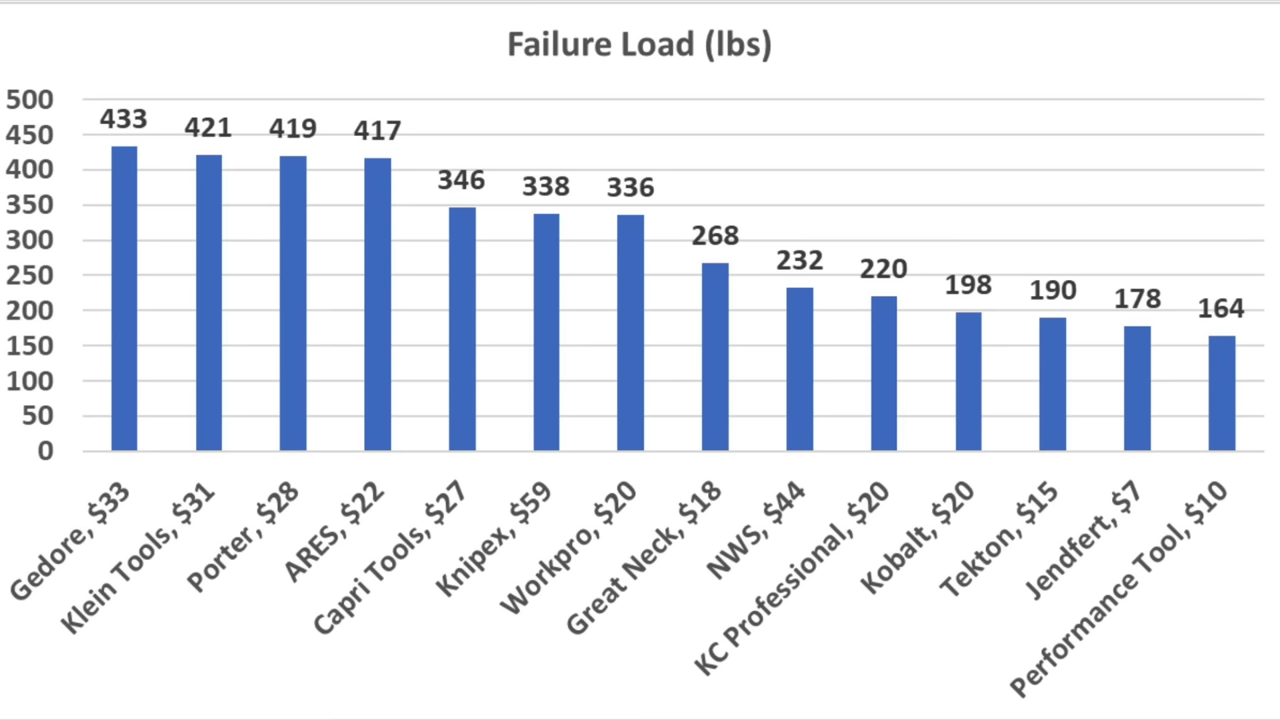 Failure Load (lbs)
500
450
400
350
300
250
200
150
100
50
0
433
421
419
417
346
338
336
268
232
220
198
190
178
164
Gedore, $33
Klein Tools, $31
Porter, $28
ARES, $22
Capri Tools, $27
Knipex, $59
Workpro, $20
Great Neck, $18
NWS, $44
KC Professional, $20
Kobalt, $20
Tekton, $15
Jendfert, $7
Performance Tool, $10